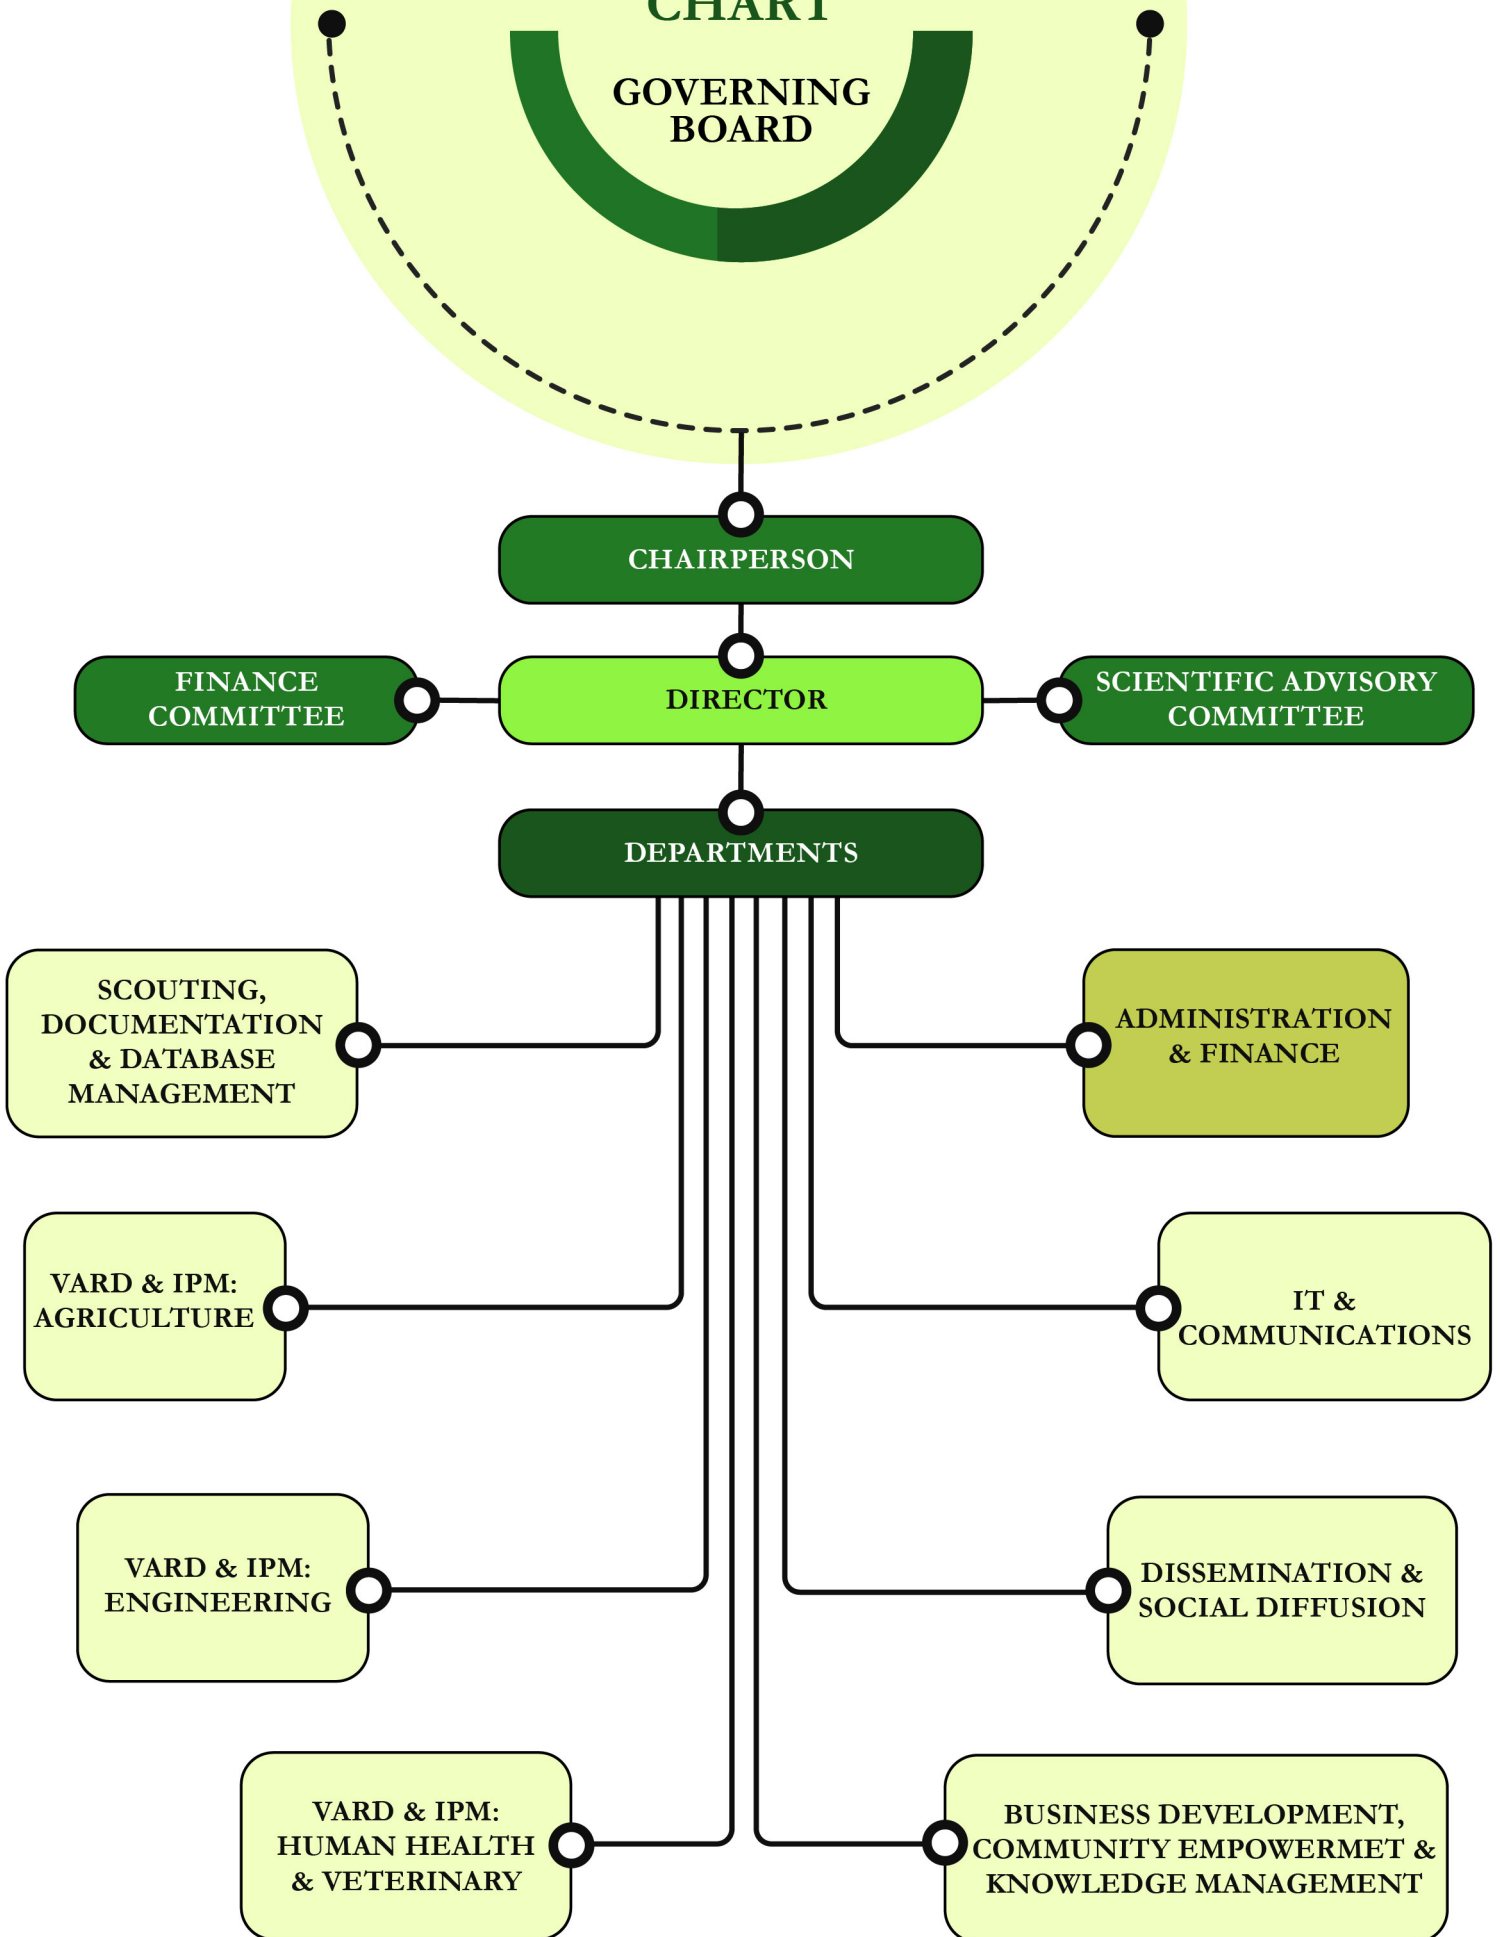 CHART
GOVERNING
BOARD
CHAIRPERSON
FINANCE
COMMITTEE
DIRECTOR
SCIENTIFIC ADVISORY
COMMITTEE
DEPARTMENTS
SCOUTING,
DOCUMENTATION
& DATABASE
MANAGEMENT
ADMINISTRATION
& FINANCE
VARD & IPM:
AGRICULTURE
IT &
COMMUNICATIONS
VARD & IPM:
ENGINEERING
DISSEMINATION &
SOCIAL DIFFUSION
VARD & IPM:
HUMAN HEALTH
& VETERINARY
BUSINESS DEVELOPMENT,
COMMUNITY EMPOWERMET &
KNOWLEDGE MANAGEMENT